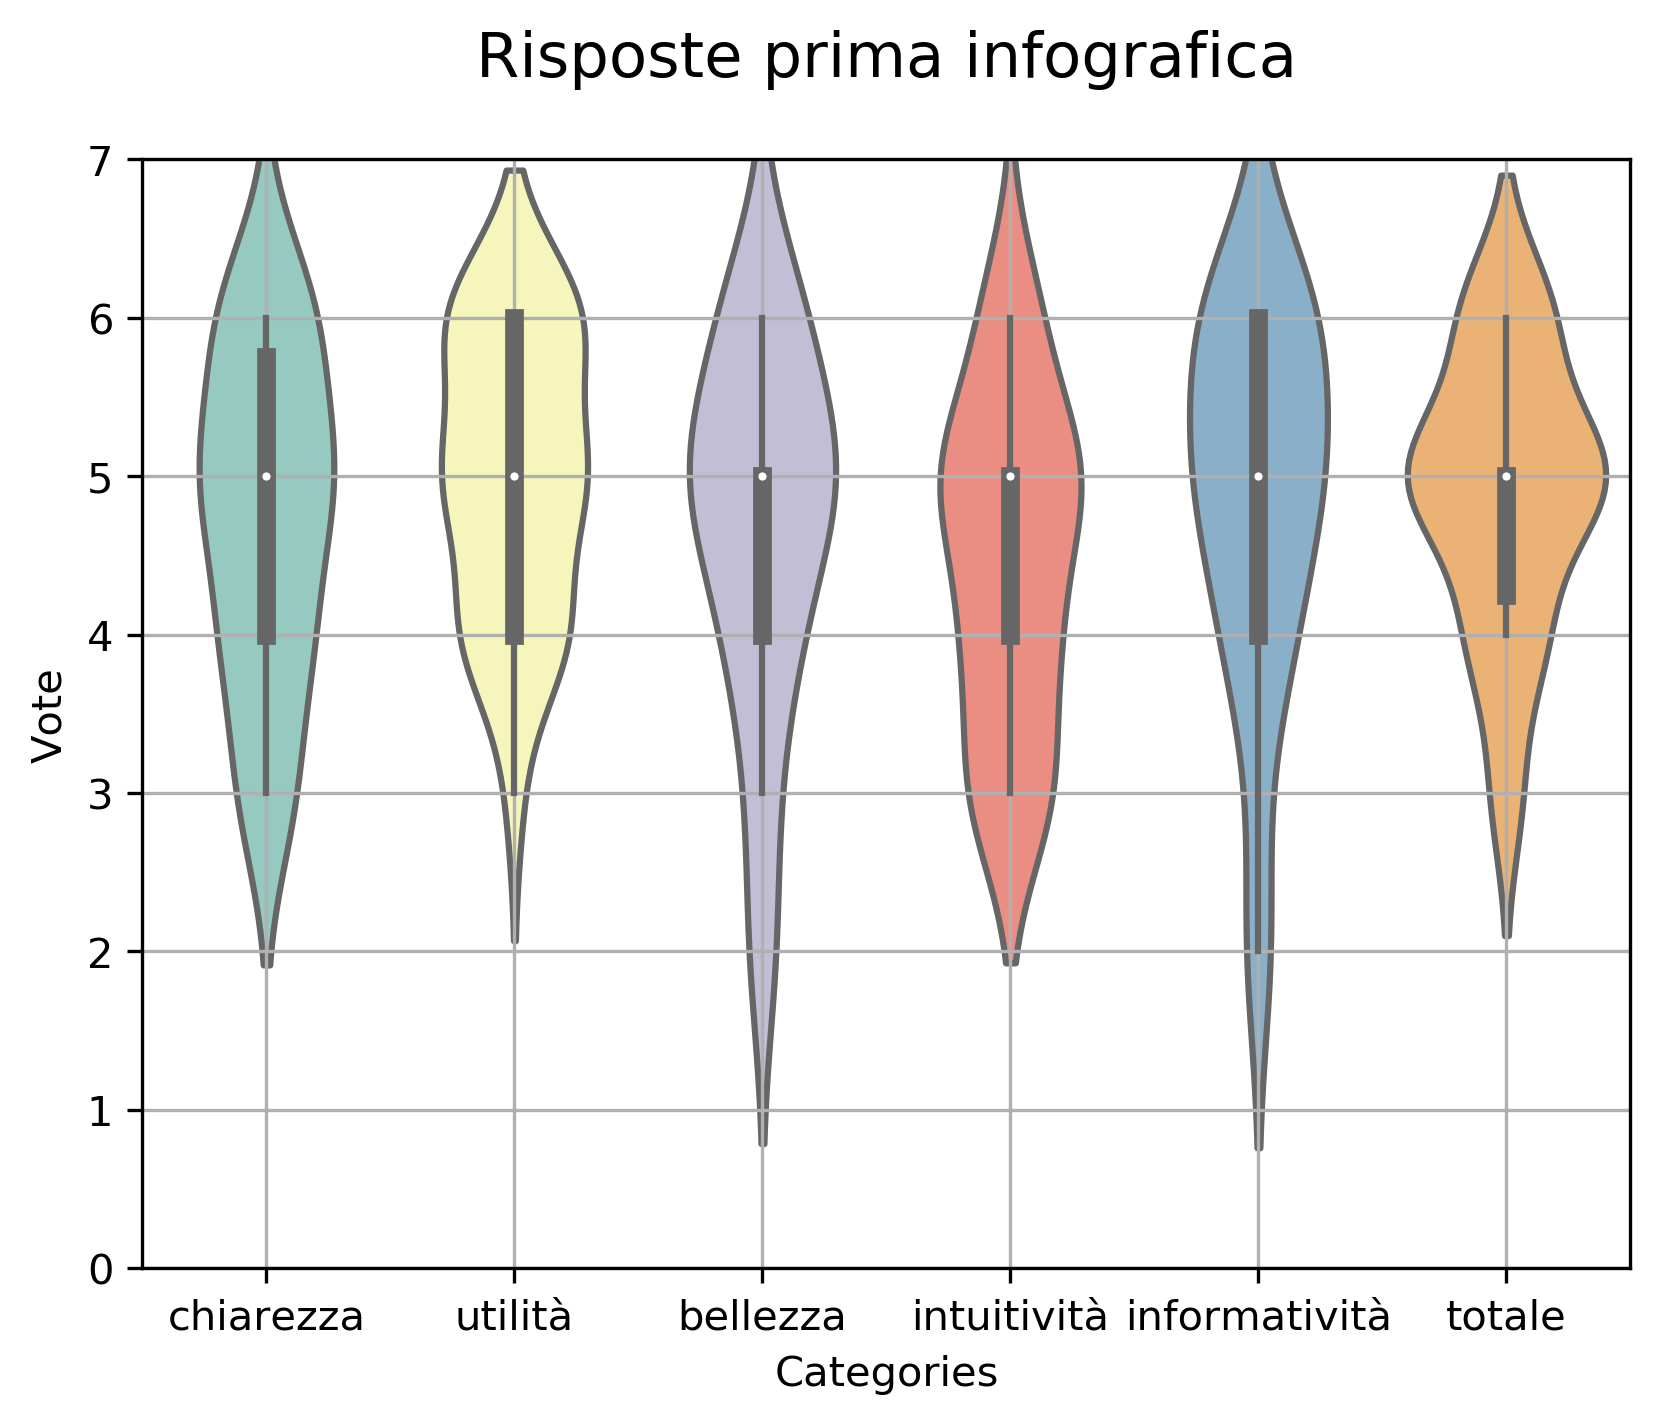 Risposte prima infografica
7
6
5
4
3
2
1
0
Vote
chiarezza utilità bellezza intuitività informatività totale
Categories